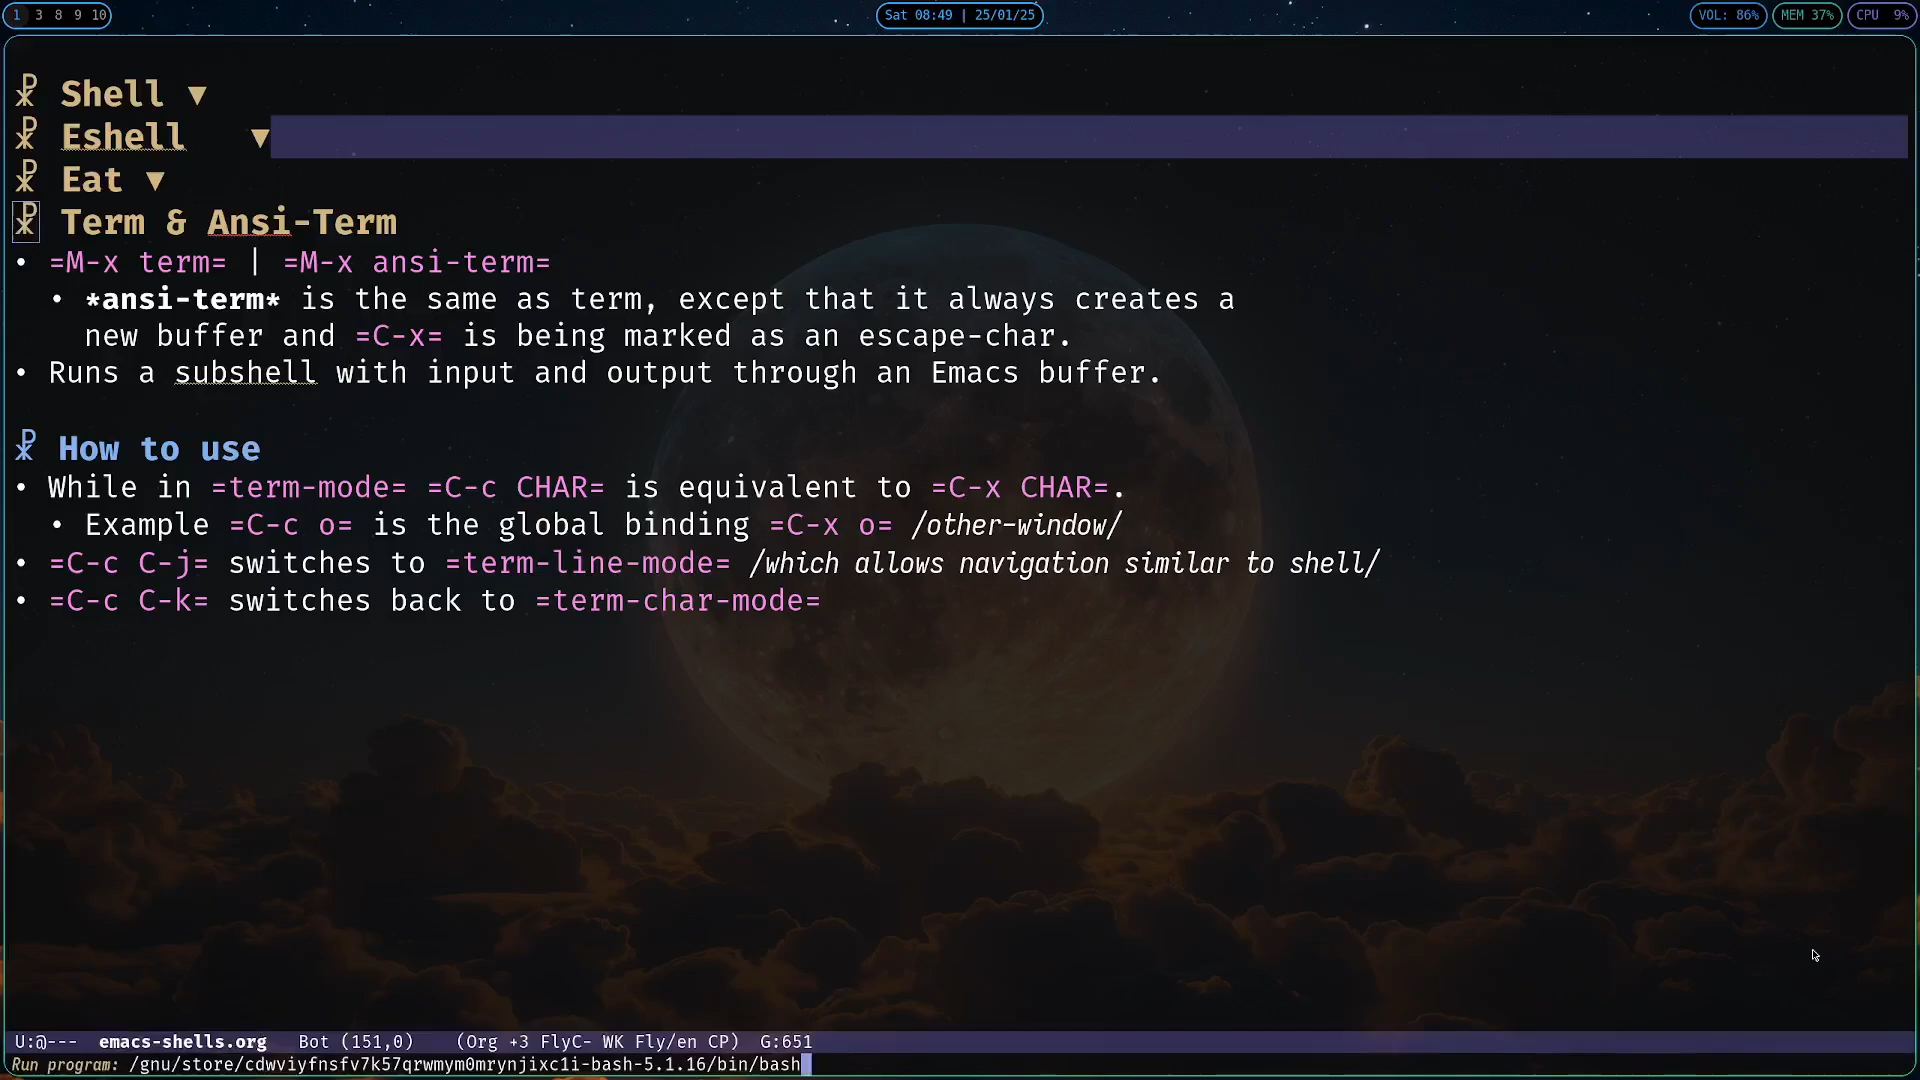 1 3 8 9 10
Sat 08:49 | 25/01/25
VOL: 86% MEM 37% CPU 9%
☧ Shell ▼
☧ Eshell ▼
☧ Eat ▼
☧ Term & Ansi-Term
• =M-x term= | =M-x ansi-term=
• *ansi-term* is the same as term, except that it always creates a
new buffer and =C-x= is being marked as an escape-char.
• Runs a subshell with input and output through an Emacs buffer.
☧ How to use
• While in =term-mode= =C-c CHAR= is equivalent to =C-x CHAR=.
• Example =C-c o= is the global binding =C-x o= /other-window/
• =C-c C-j= switches to =term-line-mode= /which allows navigation similar to shell/
• =C-c C-k= switches back to =term-char-mode=
U:@--- emacs-shells.org Bot (151,0) (Org +3 FlyC- WK Fly/en CP) G:651
Run program: /gnu/store/cdwviyfnsfv7k57qrwmym0mrynjixc1i-bash-5.1.16/bin/bash